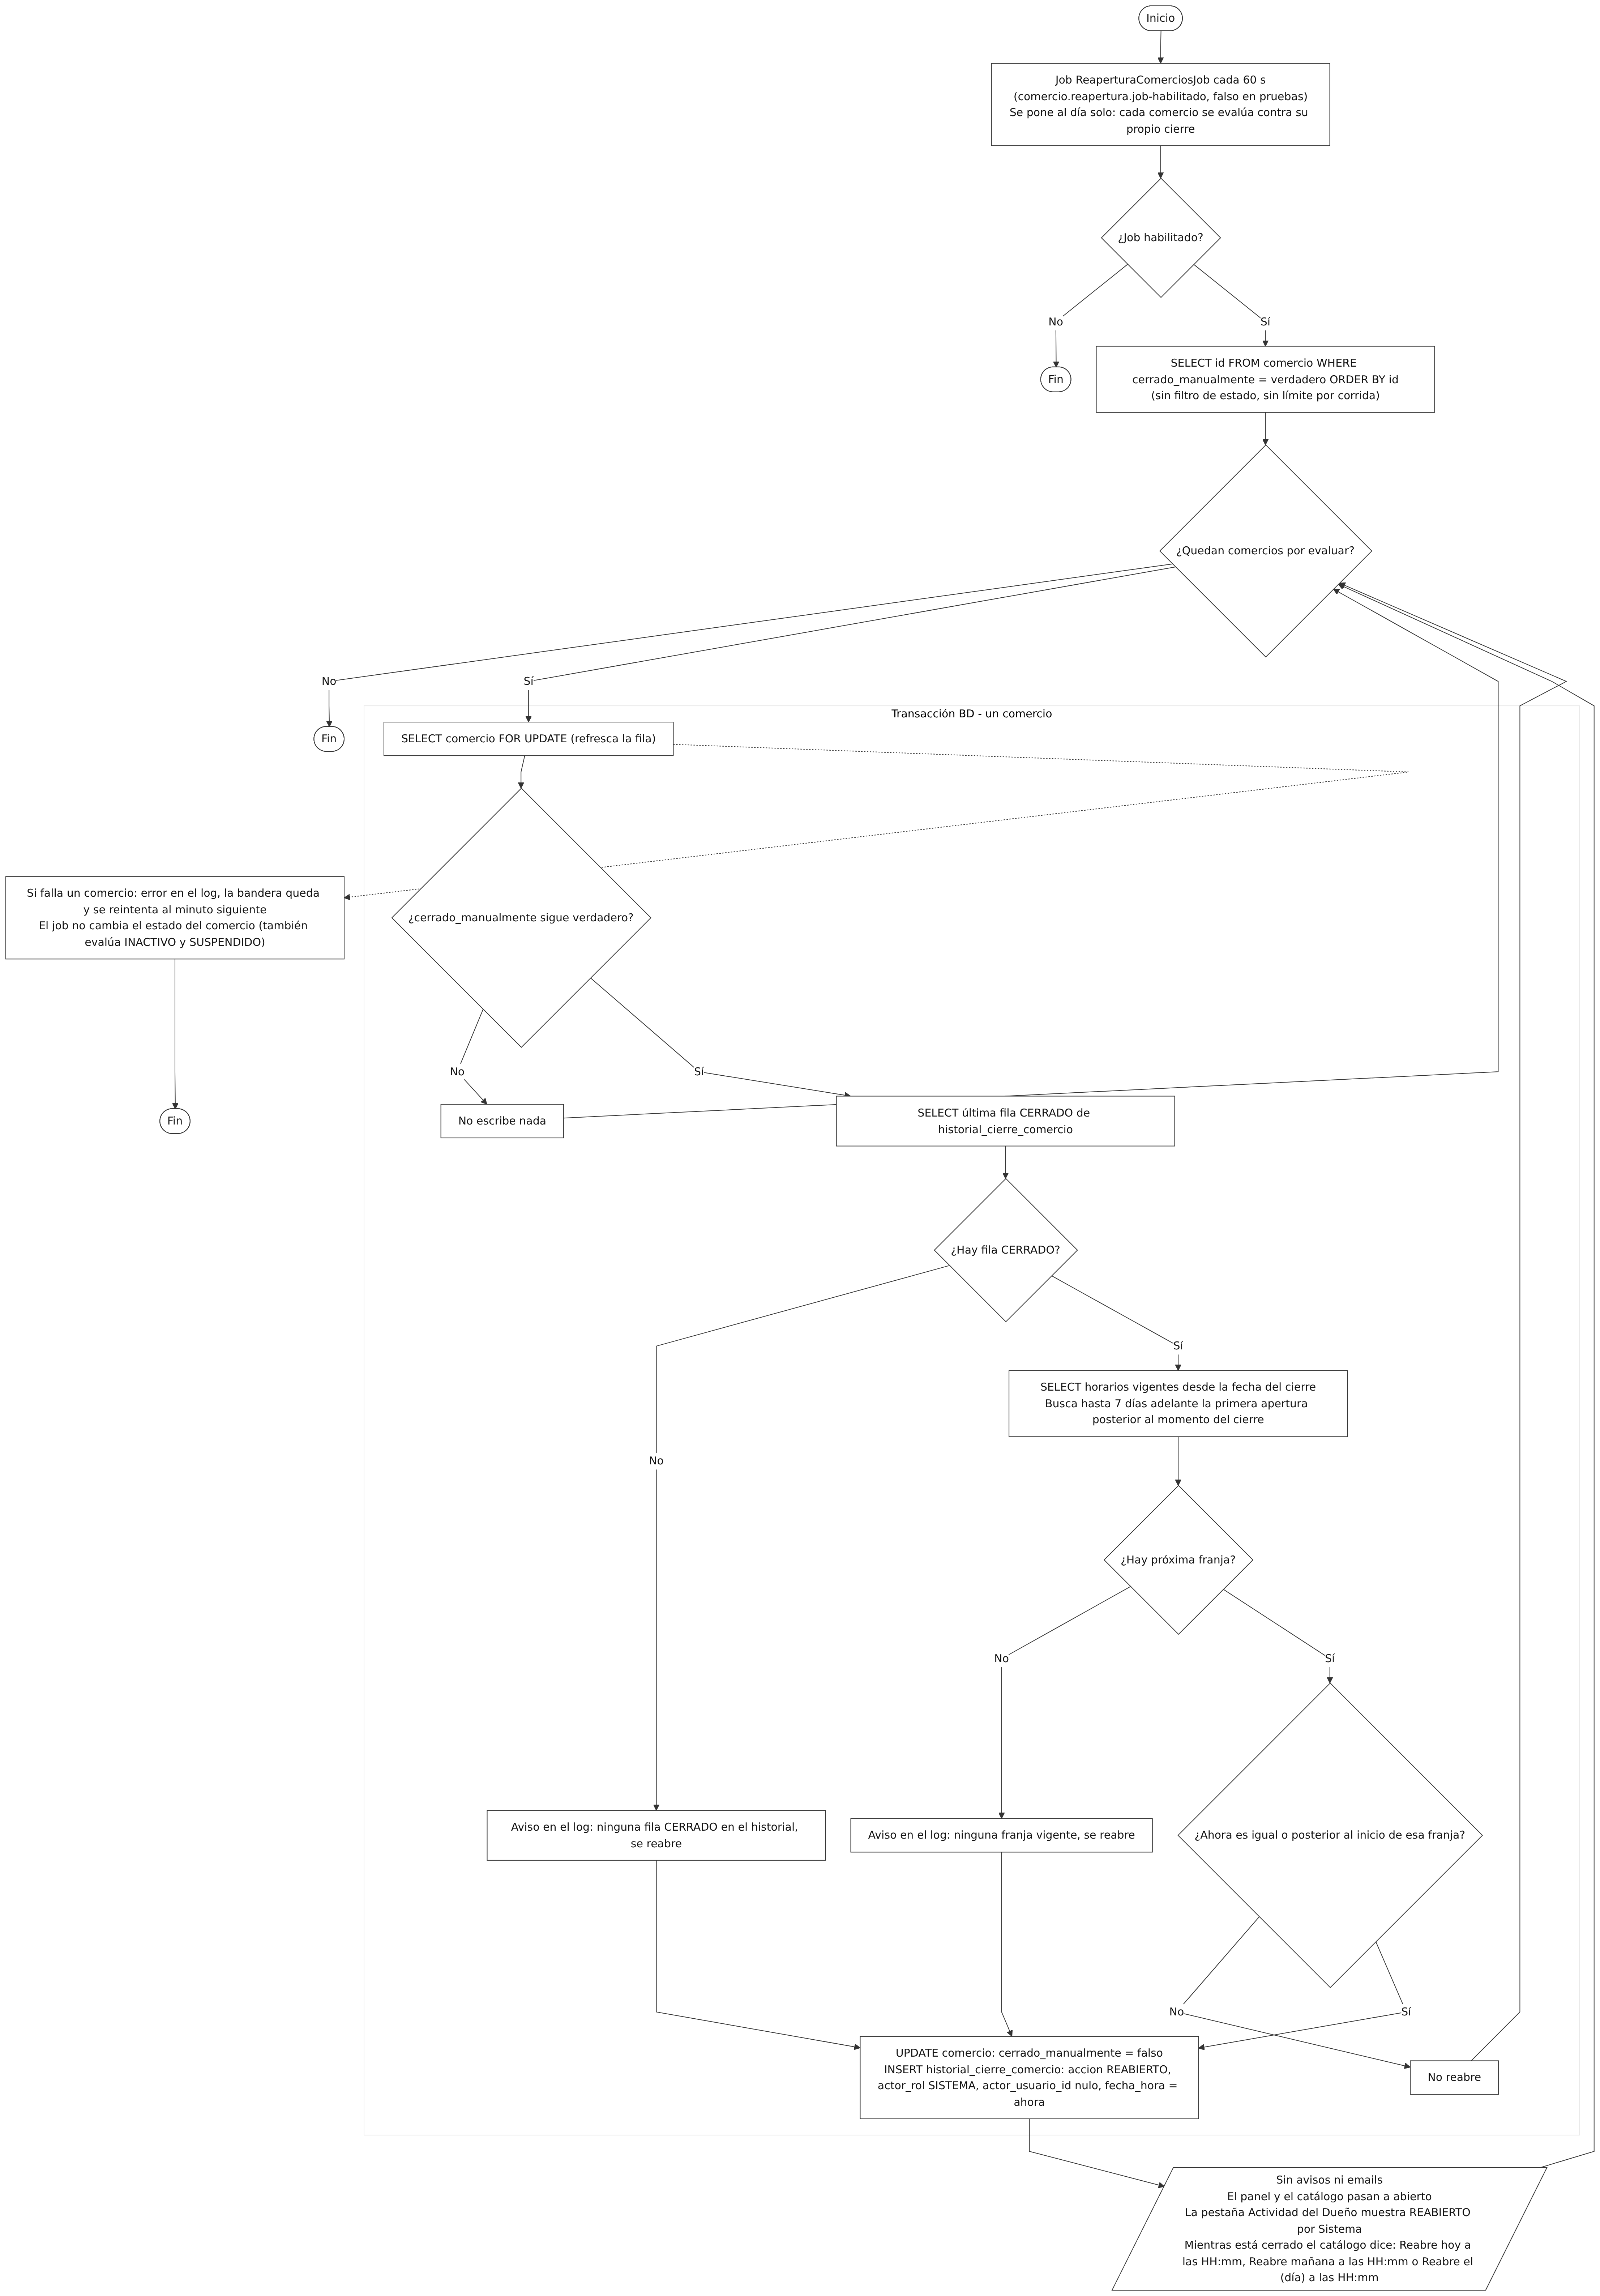 Inicio
Job ReaperturaComerciosJob cada 60 s
(comercio.reapertura.job-habilitado, falso en pruebas)
Se pone al día solo: cada comercio se evalúa contra su
propio cierre
¿Job habilitado?
No
Sí
Fin
SELECT id FROM comercio WHERE
cerrado_manualmente = verdadero ORDER BY id
(sin filtro de estado, sin límite por corrida)
¿Quedan comercios por evaluar?
No
Sí
Fin
Transacción BD - un comercio
SELECT comercio FOR UPDATE (refresca la fila)
Si falla un comercio: error en el log, la bandera queda
y se reintenta al minuto siguiente
El job no cambia el estado del comercio (también
evalúa INACTIVO y SUSPENDIDO)
¿cerrado_manualmente sigue verdadero?
No
Sí
Fin
No escribe nada
SELECT última fila CERRADO de
historial_cierre_comercio
¿Hay fila CERRADO?
Sí
No
SELECT horarios vigentes desde la fecha del cierre
Busca hasta 7 días adelante la primera apertura
posterior al momento del cierre
¿Hay próxima franja?
No
Sí
Aviso en el log: ninguna fila CERRADO en el historial,
se reabre
Aviso en el log: ninguna franja vigente, se reabre
¿Ahora es igual o posterior al inicio de esa franja?
No
Sí
UPDATE comercio: cerrado_manualmente = falso
INSERT historial_cierre_comercio: accion REABIERTO,
actor_rol SISTEMA, actor_usuario_id nulo, fecha_hora =
ahora
No reabre
Sin avisos ni emails
El panel y el catálogo pasan a abierto
La pestaña Actividad del Dueño muestra REABIERTO
por Sistema
Mientras está cerrado el catálogo dice: Reabre hoy a
las HH:mm, Reabre mañana a las HH:mm o Reabre el
(día) a las HH:mm